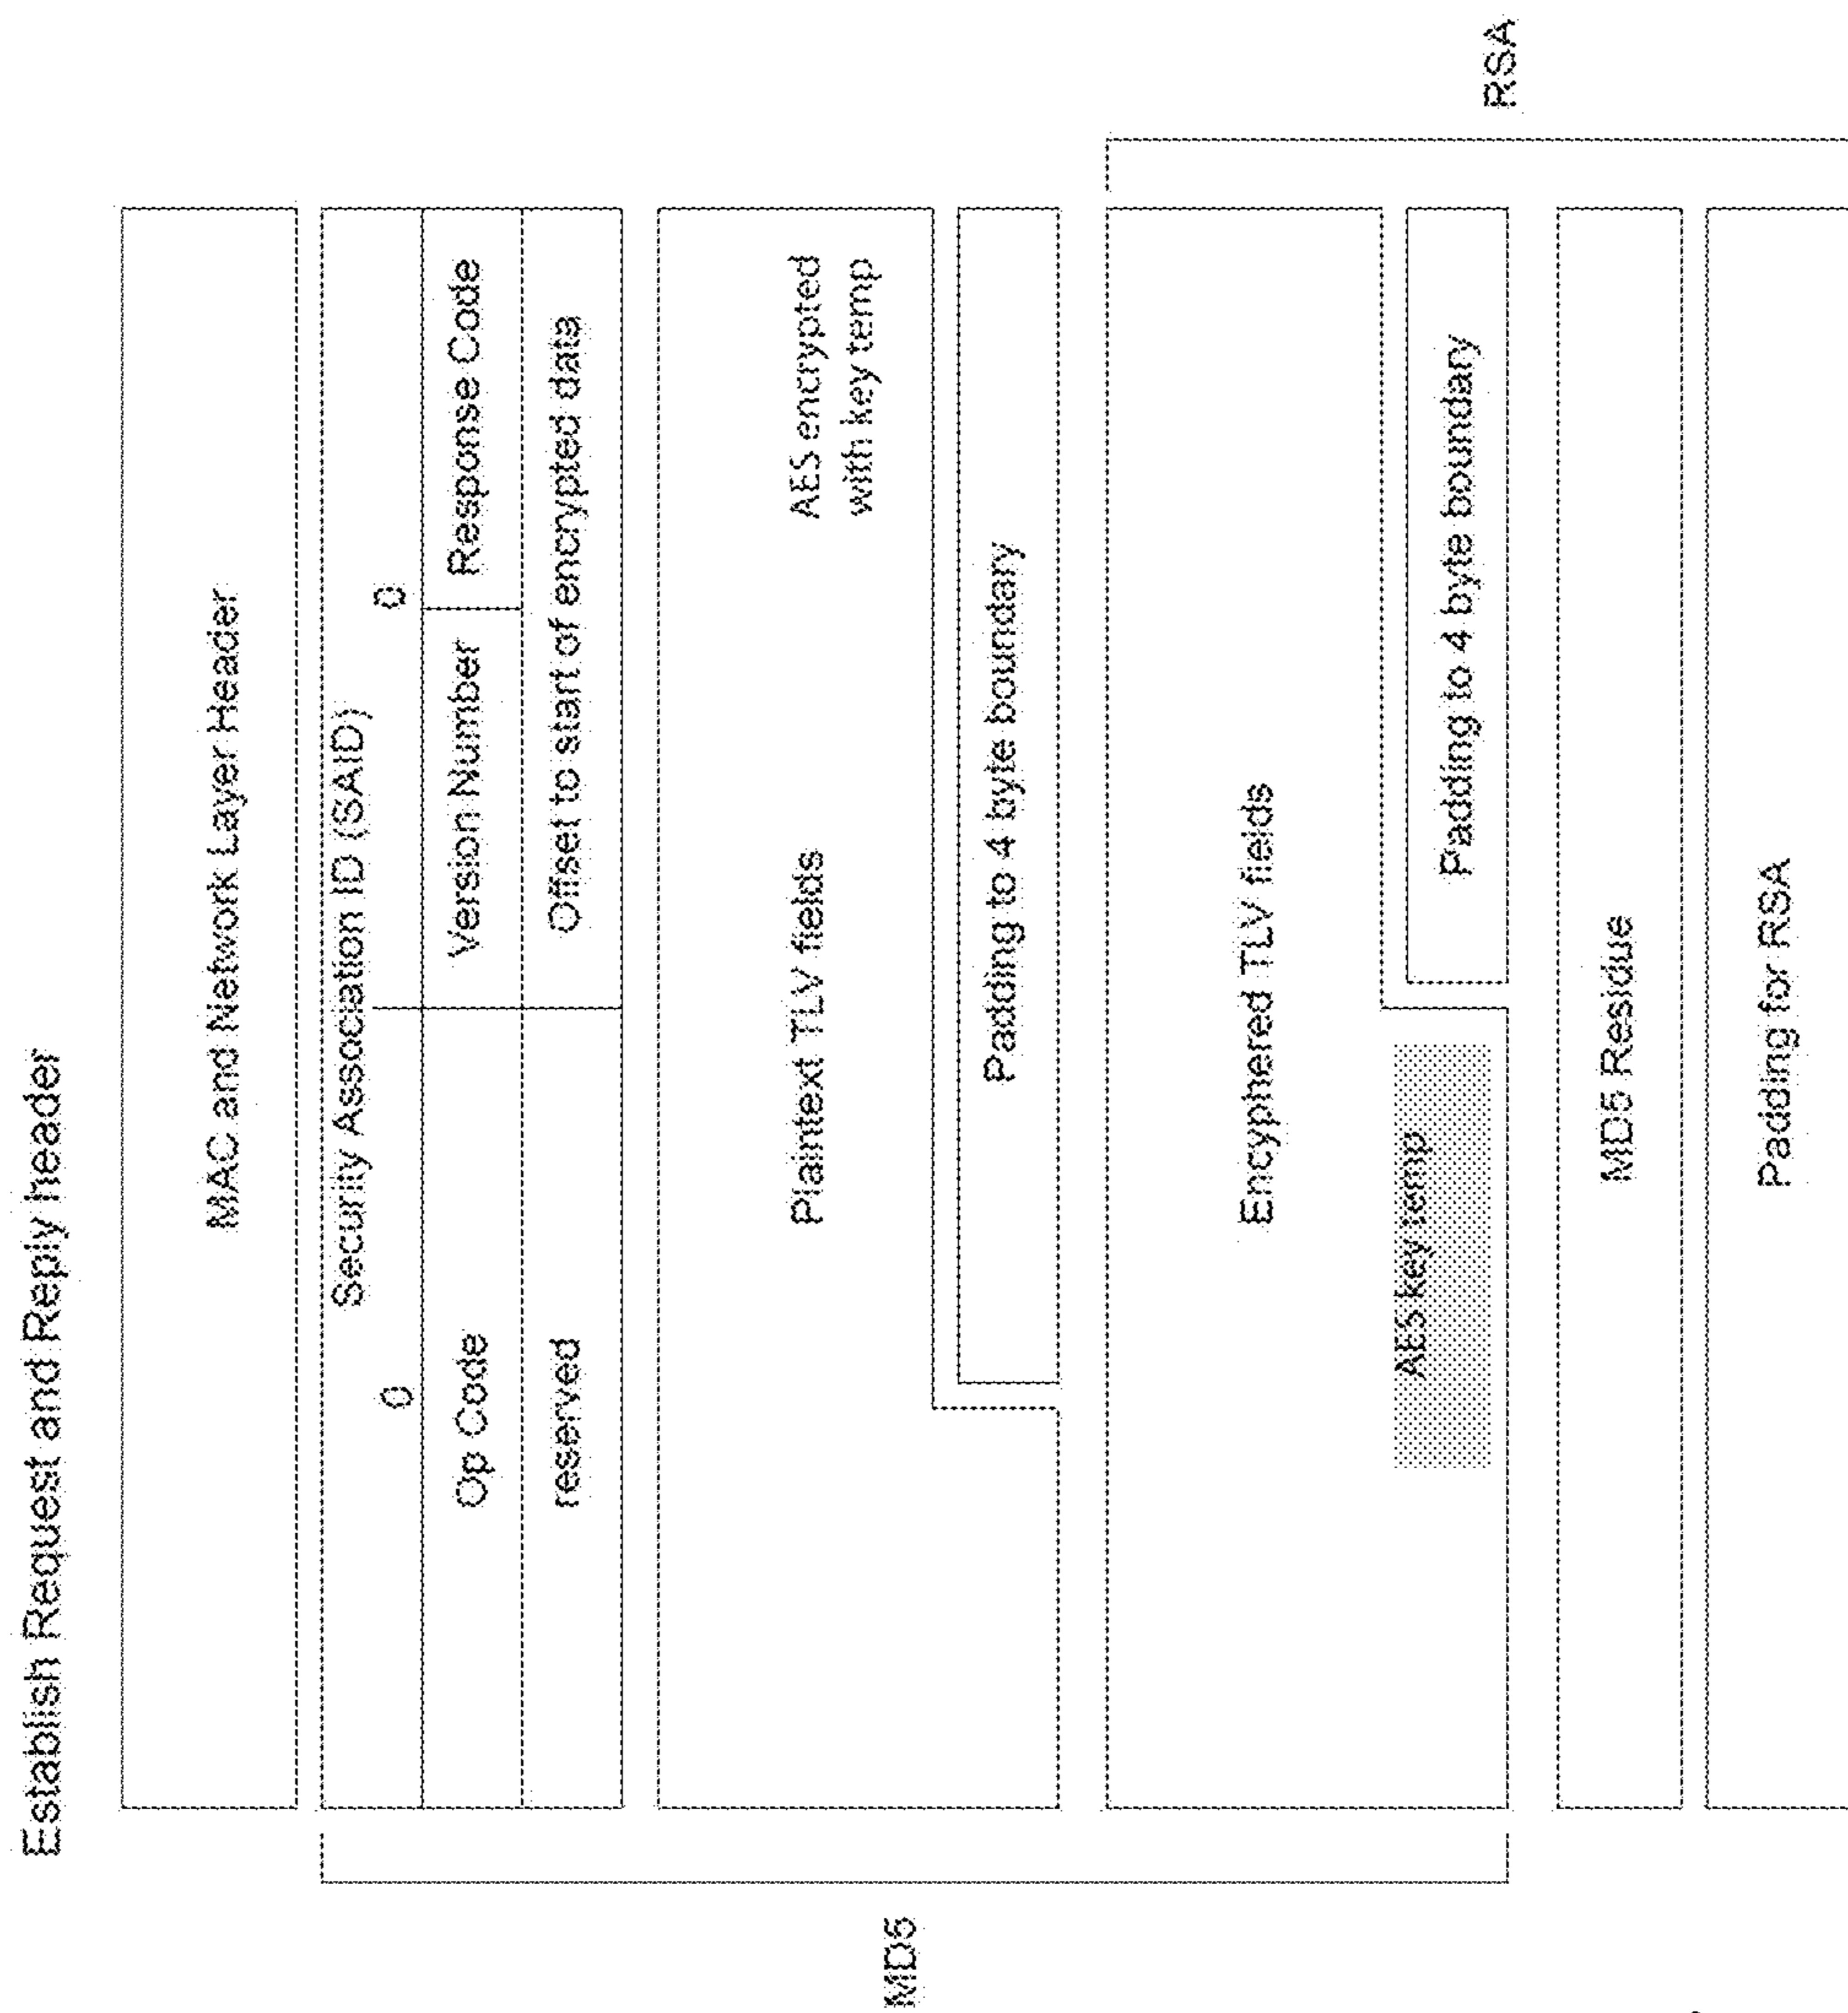 Establish Request and Reply header
MAC and Network Layer Header
Security Association ID (SAID)
0 0
Op Code Version Number Response Code
reserved Offset to start of encrypted data
Plaintext TLV fields
AES encrypted
with key temp
Padding to 4 byte boundary
Encyphered TLV fields
AES key temp
Padding to 4 byte boundary
MD5 Residue
Padding for RSA
MD5
RSA